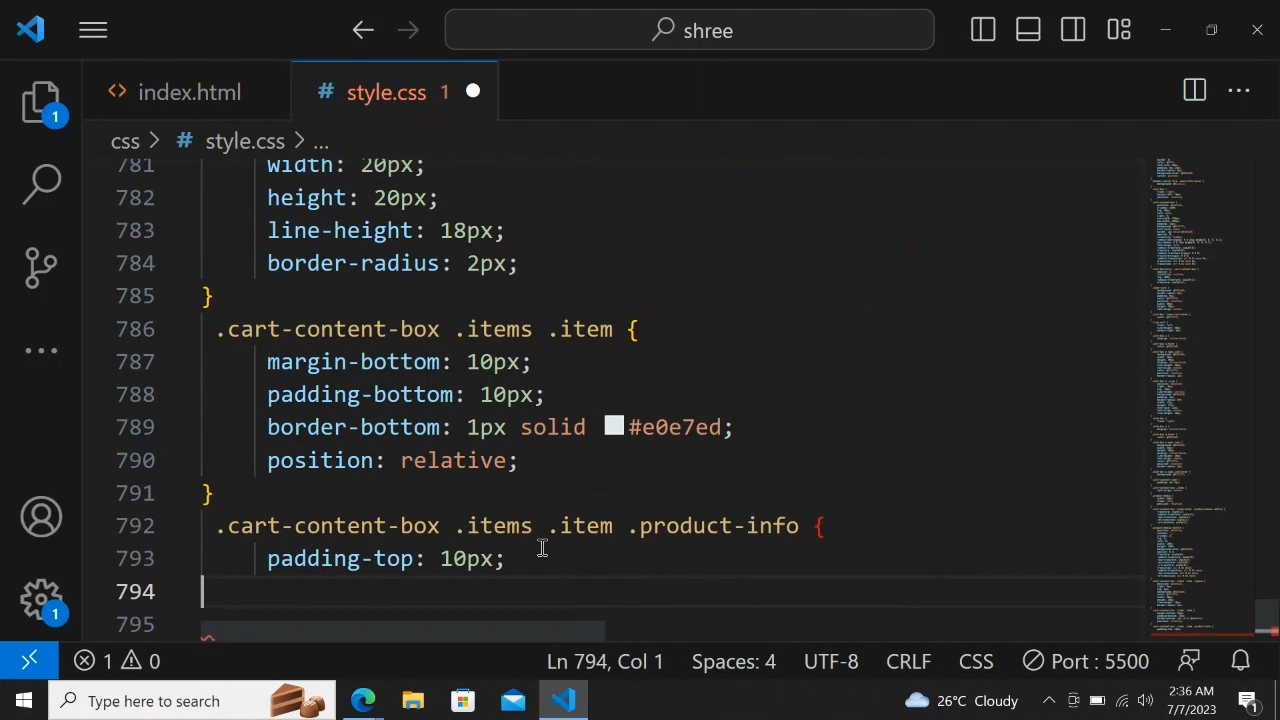 shree
index.html
style.css 1
css > style.css > ...
781 width: 20px;
782 height: 20px;
783 line-height: 18px;
784 border-radius: px;
785 }
786 .cart-content-box .items .item {
787 margin-bottom: 10px;
788 padding-bottom: 10px;
789 border-bottom: 1px solid #e0e7ed;
790 position: relative;
791 }
792 .cart-content-box .items .item .product-info {
793 padding-top: px;
794
795
1
1
1 0
Ln 794, Col 1
Spaces: 4
UTF-8
CRLF
CSS
Port : 5500
Type here to search
26°C Cloudy
2:36 AM
7/7/2023
1